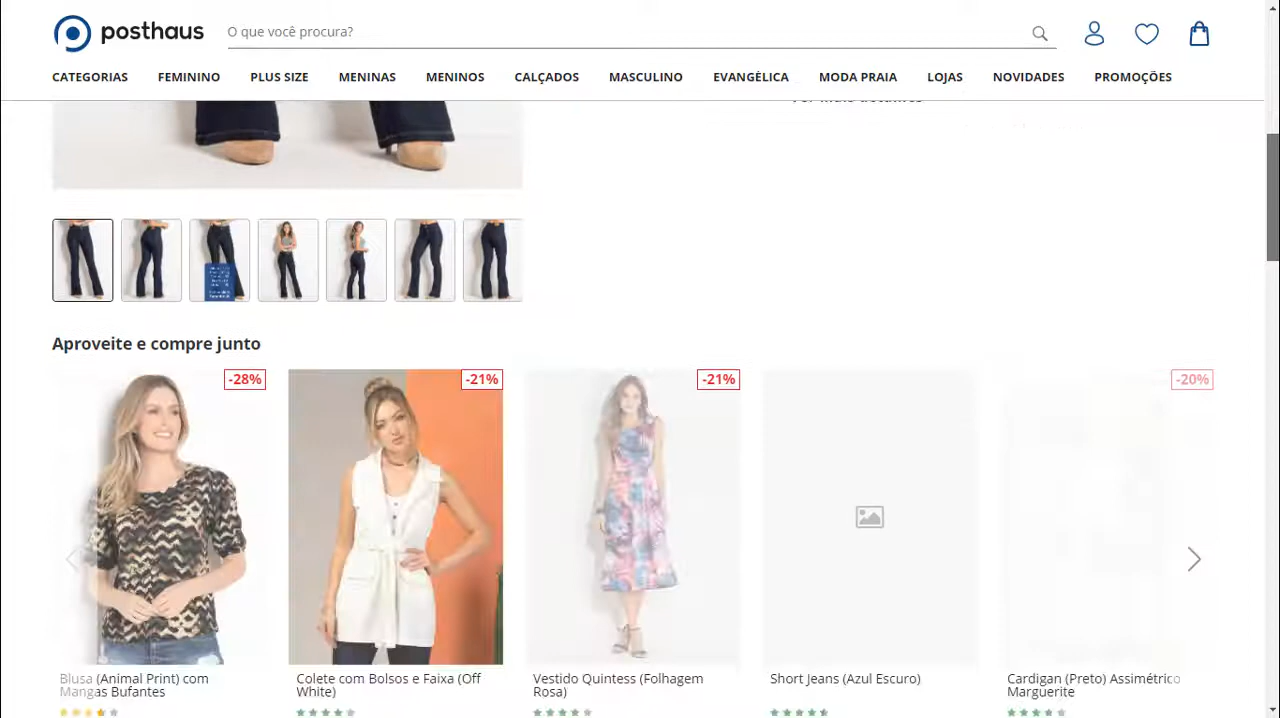 posthaus
O que você procura?
CATEGORIAS FEMININO PLUS SIZE MENINAS MENINOS CALÇADOS MASCULINO EVANGÉLICA MODA PRAIA LOJAS NOVIDADES PROMOÇÕES
Aproveite e compre junto
-28% -21% -21% -20%
Blusa (Animal Print) com
Mangas Bufantes
Colete com Bolsos e Faixa (Off
White)
Vestido Quintess (Folhagem
Rosa)
Short Jeans (Azul Escuro)
Cardigan (Preto) Assimétrico
Marguerite